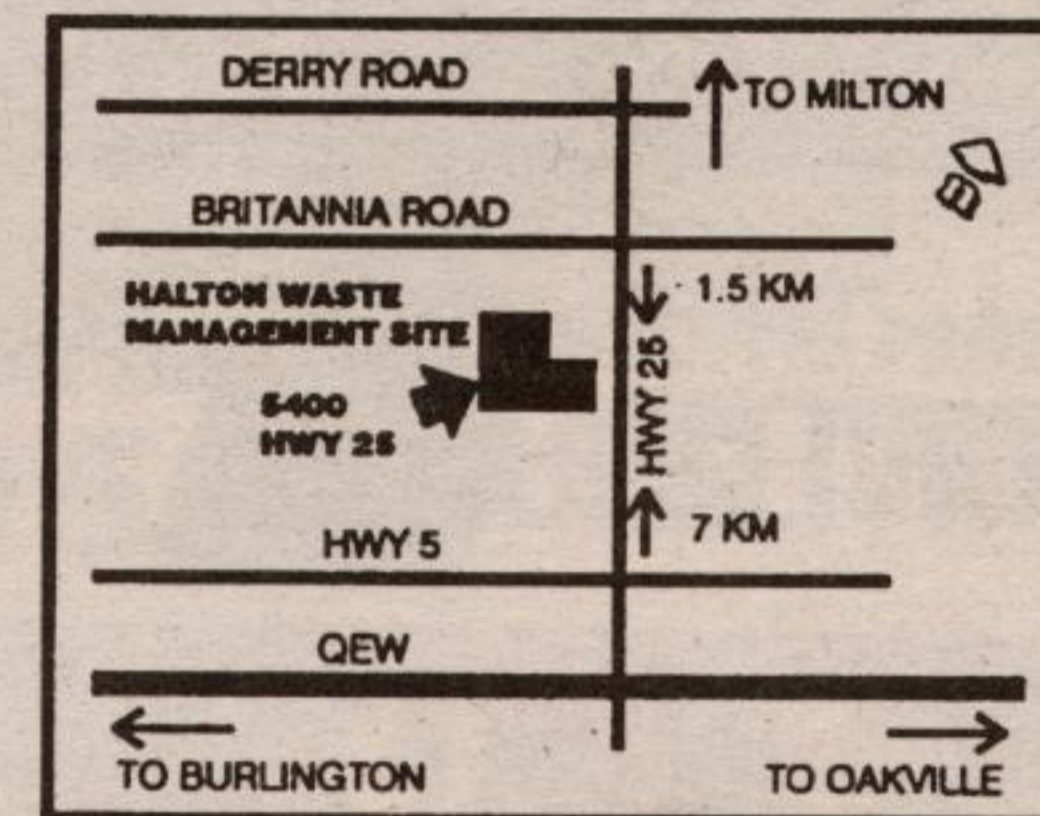 DERRY ROAD
TO MILTON
BRITANNIA ROAD
HALTON WASTE
MANAGEMENT SITE
1.5 KM
5400
HWY 25
HWY 25
7 KM
HWY 5
QEW
TO BURLINGTON
TO OAKVILLE